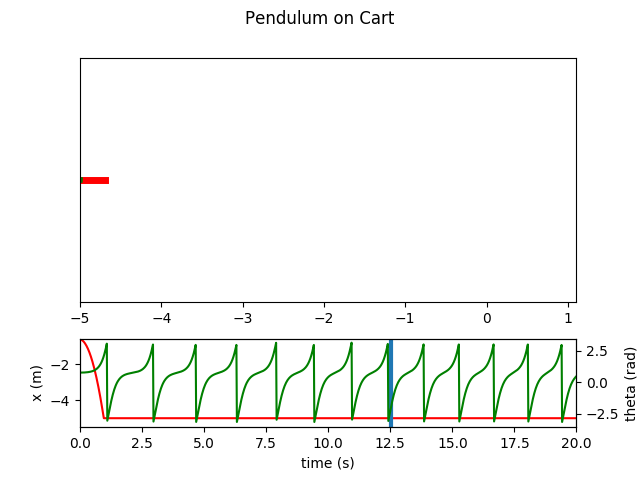 Pendulum on Cart
−5 −4 −3 −2 −1 0 1
x (m)
−2
−4
2.5
0.0
−2.5
theta (rad)
0.0 2.5 5.0 7.5 10.0 12.5 15.0 17.5 20.0
time (s)